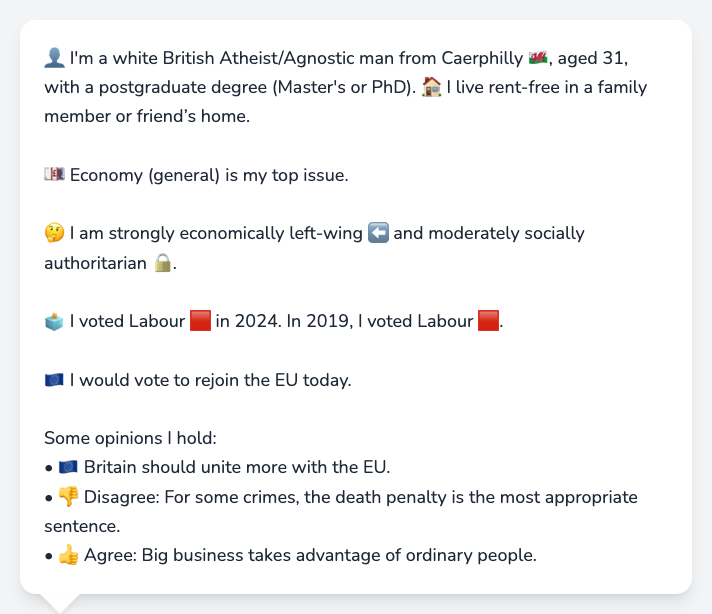 👤 I'm a white British Atheist/Agnostic man from Caerphilly 🏴󠁧󠁢󠁷󠁬󠁳󠁿, aged 31,
with a postgraduate degree (Master's or PhD). 🏠 I live rent-free in a family
member or friend’s home.
💷 Economy (general) is my top issue.
🤔 I am strongly economically left-wing ⬅️ and moderately socially
authoritarian 🔒.
🗳️ I voted Labour 🟥 in 2024. In 2019, I voted Labour 🟥.
🇪🇺 I would vote to rejoin the EU today.
Some opinions I hold:
• 🇪🇺 Britain should unite more with the EU.
• 👎 Disagree: For some crimes, the death penalty is the most appropriate
sentence.
• 👍 Agree: Big business takes advantage of ordinary people.